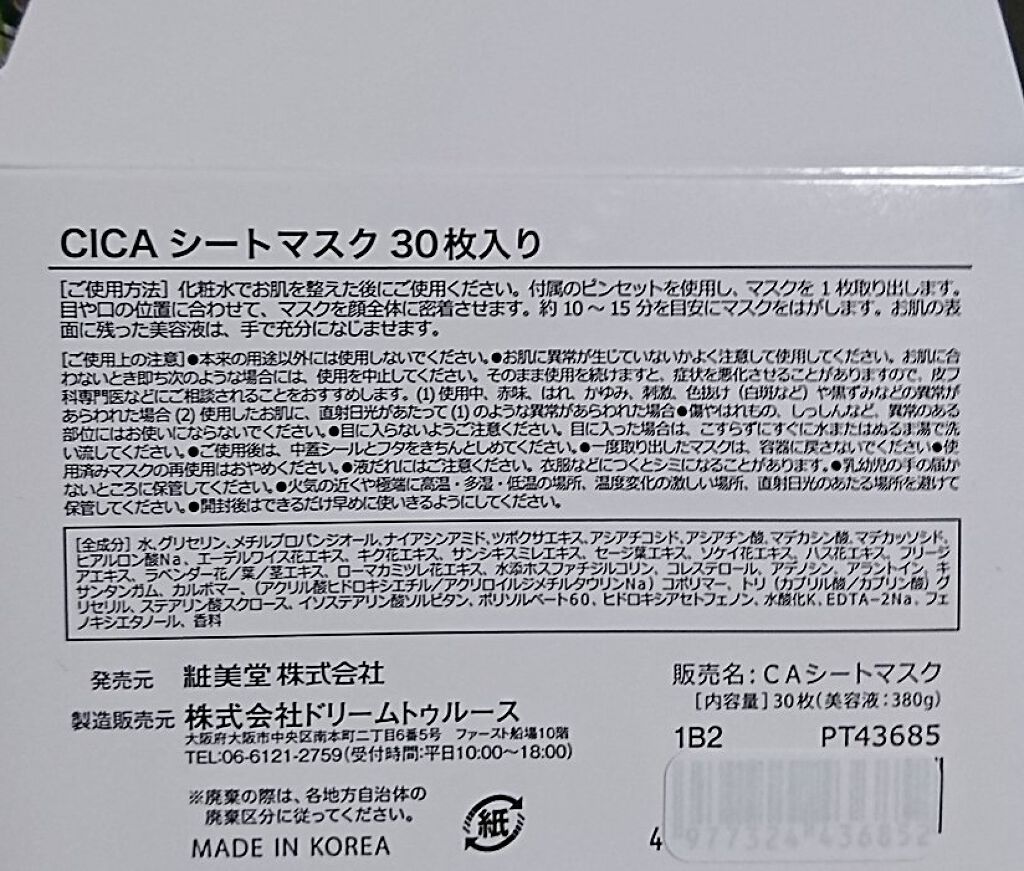 CICA シートマスク 30枚入り
[ご使用方法] 化粧水でお肌を整えた後にご使用ください。付属のピンセットを使用し、マスクを1枚取り出します。
目や口の位置に合わせて、マスクを顔全体に密着させます。約10～15分を目安にマスクをはがします。お肌の表
面に残った美容液は、手で充分になじませます。
[ご使用上の注意]●本来の用途以外には使用しないでください。●お肌に異常が生じていないかよく注意して使用してください。お肌に合
わないとき即ち次のような場合には、使用を中止してください。そのまま使用を続けますと、症状を悪化させることがありますので、皮フ
科専門医などにご相談されることをおすすめします。(1)使用中、赤味、はれ、かゆみ、刺激、色抜け(白斑など)や黒ずみなどの異常が
あらわれた場合(2)使用したお肌に、直射日光があたって(1)のような異常があらわれた場合●傷やはれもの、しっしんなど、異常のある
部位にはお使いにならないでください。●目に入らないようご注意ください。目に入った場合は、こすらずにすぐに水またはぬるま湯で洗
い流してください。●ご使用後は、中蓋シールとフタをきちんとしめてください。●一度取り出したマスクは、容器に戻さないでください●使
用済みマスクの再使用はおやめください。●液だれにはご注意ください。衣服などにつくとシミになることがあります。●乳幼児の手の届か
ないところに保管してください。●火気の近くや極端に高温・多湿・低温の場所、温度変化の激しい場所、直射日光のあたる場所を避けて
保管してください。●開封後はできるだけ早めに使いきるようにしてください。
[全成分] 水、グリセリン、メチルプロパンジオール、ナイアシンアミド、ツボクサエキス、アシアチコシド、アシアチン酸、マデカシン酸、マデカッソシド、
ヒアルロン酸Na、エーデルワイス花エキス、キク花エキス、サンシキスミレエキス、セージ葉エキス、ソケイ花エキス、ハス花エキス、フリージ
アエキス、ラベンダー花/葉/茎エキス、ローマカミツレ花エキス、水添ホスファチジルコリン、コレステロール、アデノシン、アラントイン、キ
サンタンガム、カルボマー、(アクリル酸ヒドロキシエチル/アクリロイルジメチルタウリンNa)コポリマー、トリ(カプリル酸/カプリン酸)グ
リセリル、ステアリン酸スクロース、イソステアリン酸ソルビタン、ポリソルベート60、ヒドロキシアセトフェノン、水酸化K、EDTA-2Na、フェ
ノキシエタノール、香料
発売元 粧美堂 株式会社
製造販売元 株式会社ドリームトゥルース
大阪府大阪市中央区南本町二丁目6番5号 ファースト船場10階
TEL:06-6121-2759(受付時間:平日10:00～18:00)
※廃棄の際は、各地方自治体の
廃棄区分に従ってください。
MADE IN KOREA
紙
販売名:CAシートマスク
[内容量]30枚(美容液:380g)
1B2 PT43685
4 977324 436852